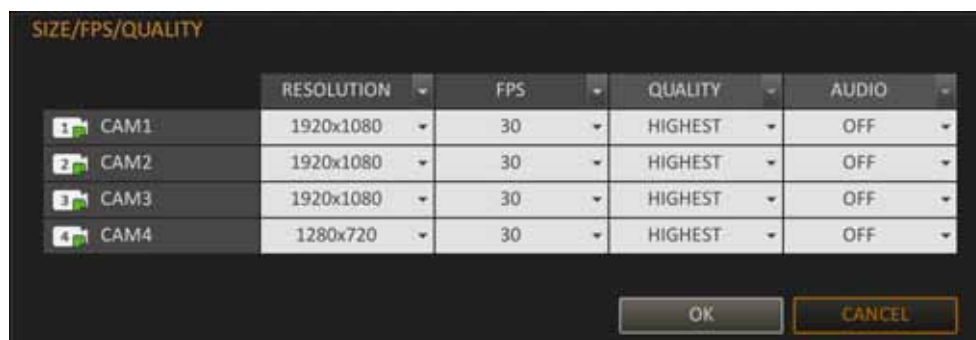 SIZE/FPS/QUALITY
RESOLUTION FPS QUALITY AUDIO
1 CAM1 1920x1080 30 HIGHEST OFF
2 CAM2 1920x1080 30 HIGHEST OFF
3 CAM3 1920x1080 30 HIGHEST OFF
4 CAM4 1280x720 30 HIGHEST OFF
OK CANCEL